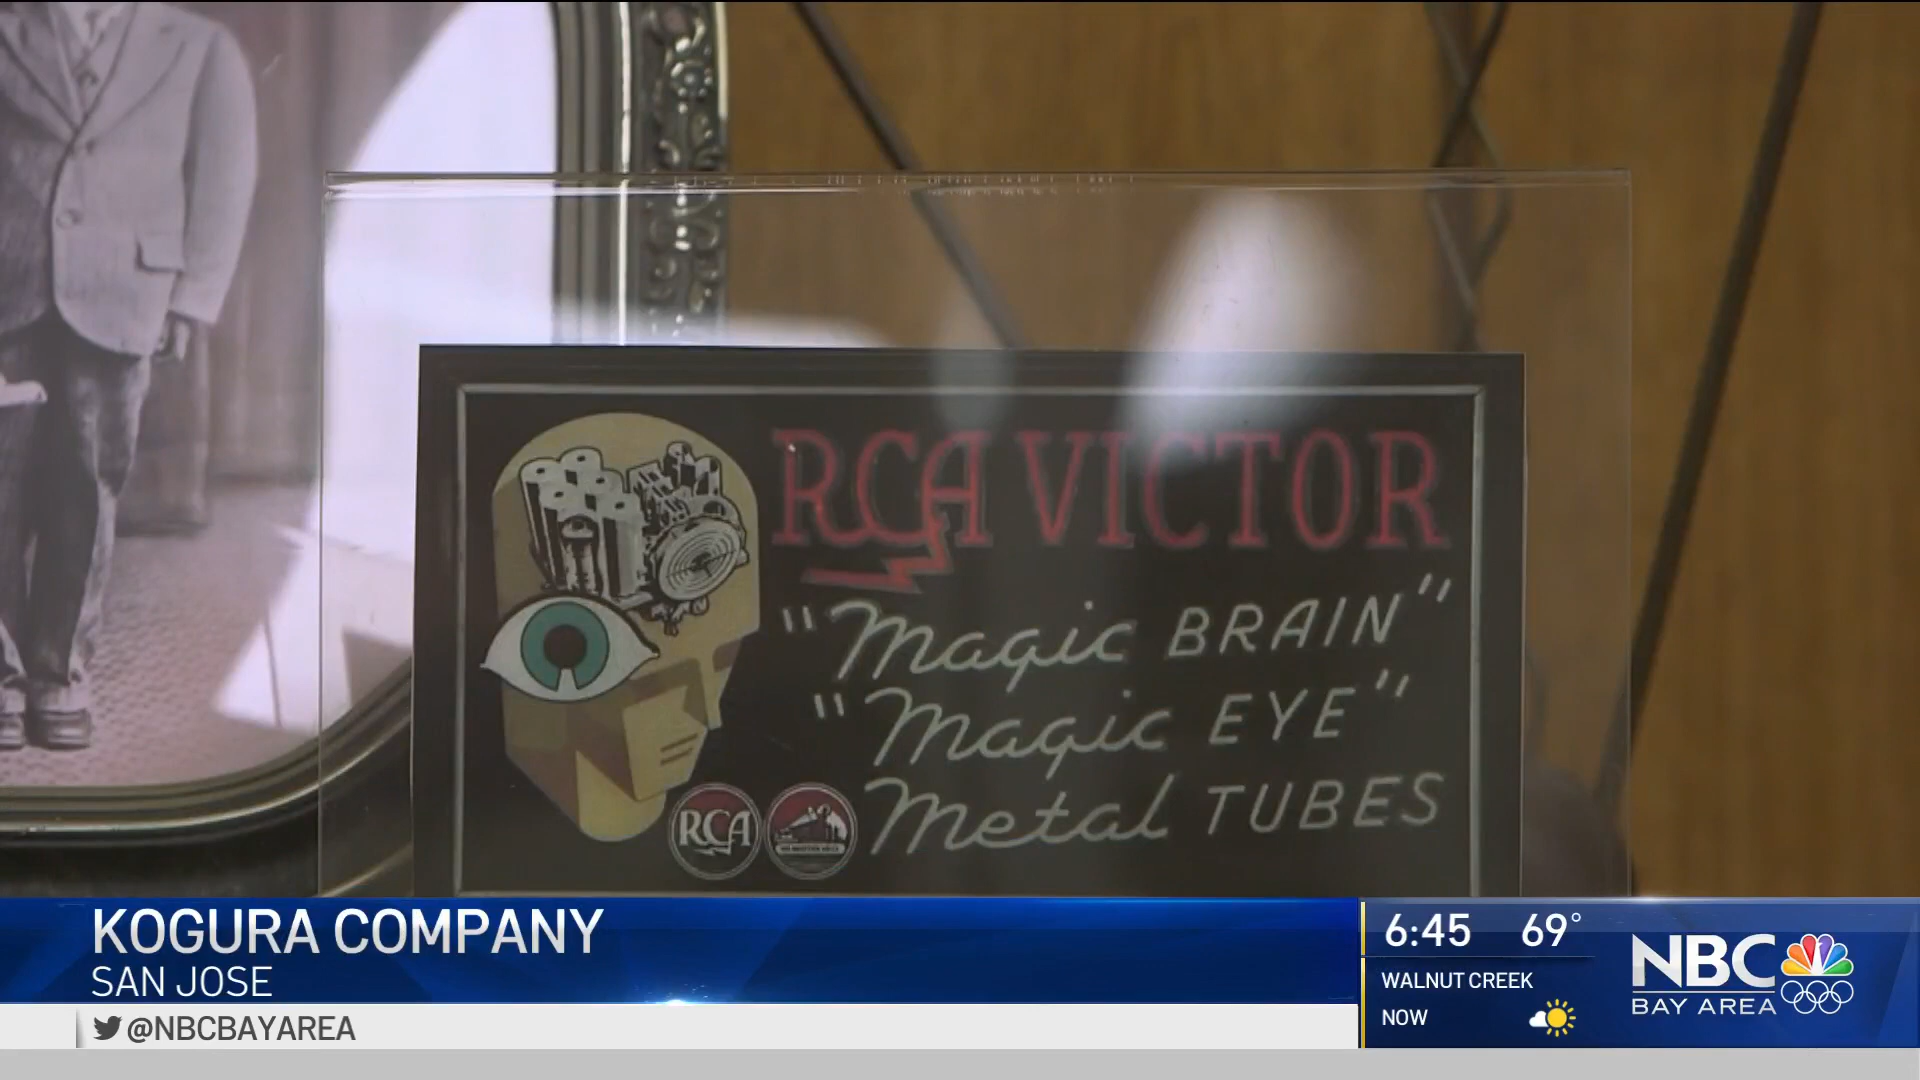 RCA VICTOR
"Magic BRAIN"
"Magic EYE"
Metal TUBES
RCA
KOGURA COMPANY
SAN JOSE
@NBCBAYAREA
6:45 69°
WALNUT CREEK
NOW
NBC
BAY AREA